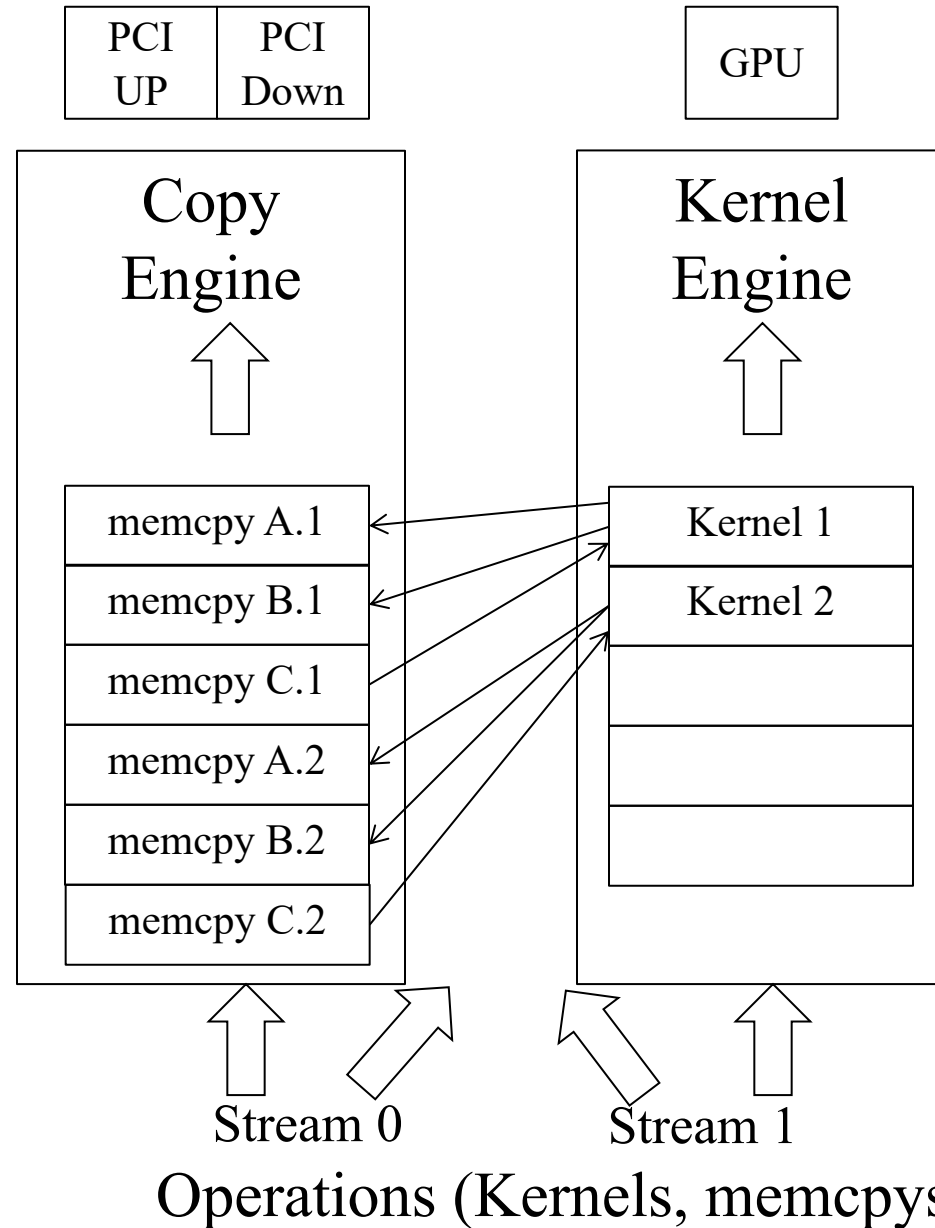 PCI
UP
PCI
Down
GPU
Copy
Engine
Kernel
Engine
memcpy A.1
memcpy B.1
memcpy C.1
memcpy A.2
memcpy B.2
memcpy C.2
Kernel 1
Kernel 2
Stream 0
Stream 1
Operations (Kernels, memcpys